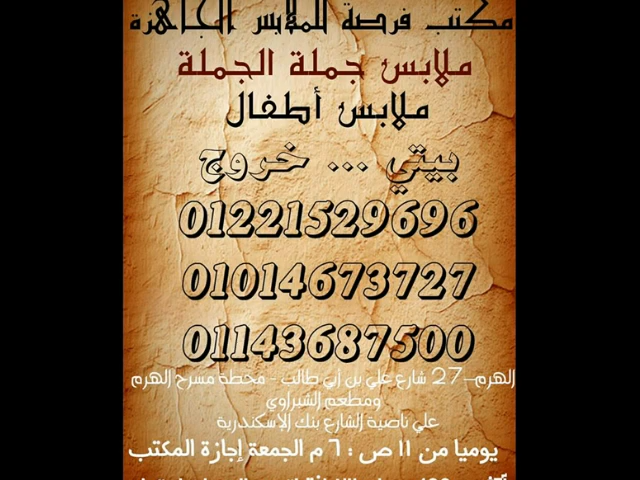 مكتب فرصة للملابس الجاهزة
ملابس جملة الجملة
ملابس أطفال
بيتي ... خروج
01221529696
01014673727
01143687500
الهرم-27 شارع علي بن أبي طالب - محطة مسرح الهرم
ومطعم الشبراوي
علي ناصية الشارع بنك الإسكندرية
يوميا من ١١ ص : ٦ م الجمعة إجازة المكتب